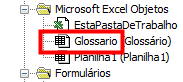 Microsoft Excel Objetos
EstaPastaDeTrabalho
Glossario (Glossário)
Planilha1 (Planilha1)
Formulários